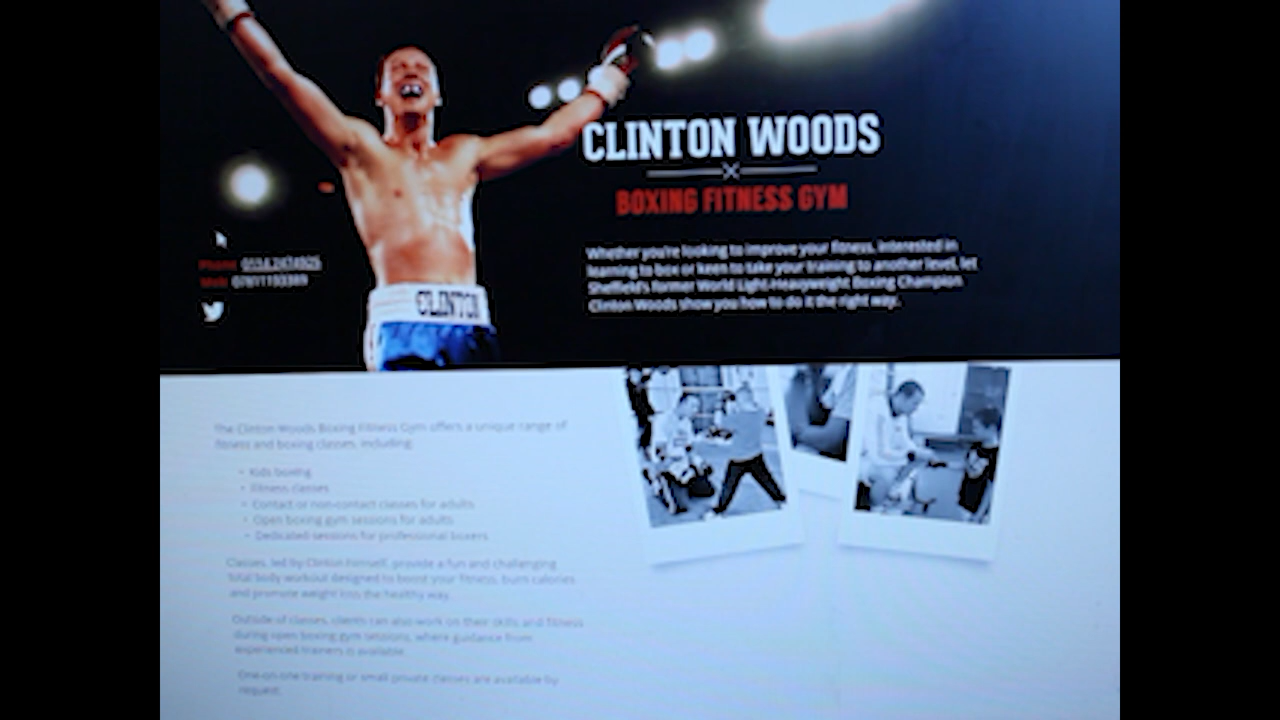 CLINTON WOODS
BOXING FITNESS GYM
Whether you're looking to improve your fitness, interested in
learning to box or keen to take your training to another level, let
Sheffield's former World Light-Heavyweight Boxing Champion
Clinton Woods show you how to do it the right way.
Phone:
Mob:
CLINTON
The Clinton Woods Boxing Fitness Gym offers a unique range of
fitness and boxing classes, including:
• Kids boxing
• Fitness classes
• Contact or non-contact classes for adults
• Open boxing gym sessions for adults
• Dedicated sessions for professional boxers
Classes, led by Clinton himself, provide a fun and challenging
total body workout designed to boost your fitness, burn calories
and promote weight loss the healthy way.
Outside of classes, clients can also work on their skills and fitness
during open boxing gym sessions, where guidance from
experienced trainers is available.
One-on-one training or small private classes are available by
request.